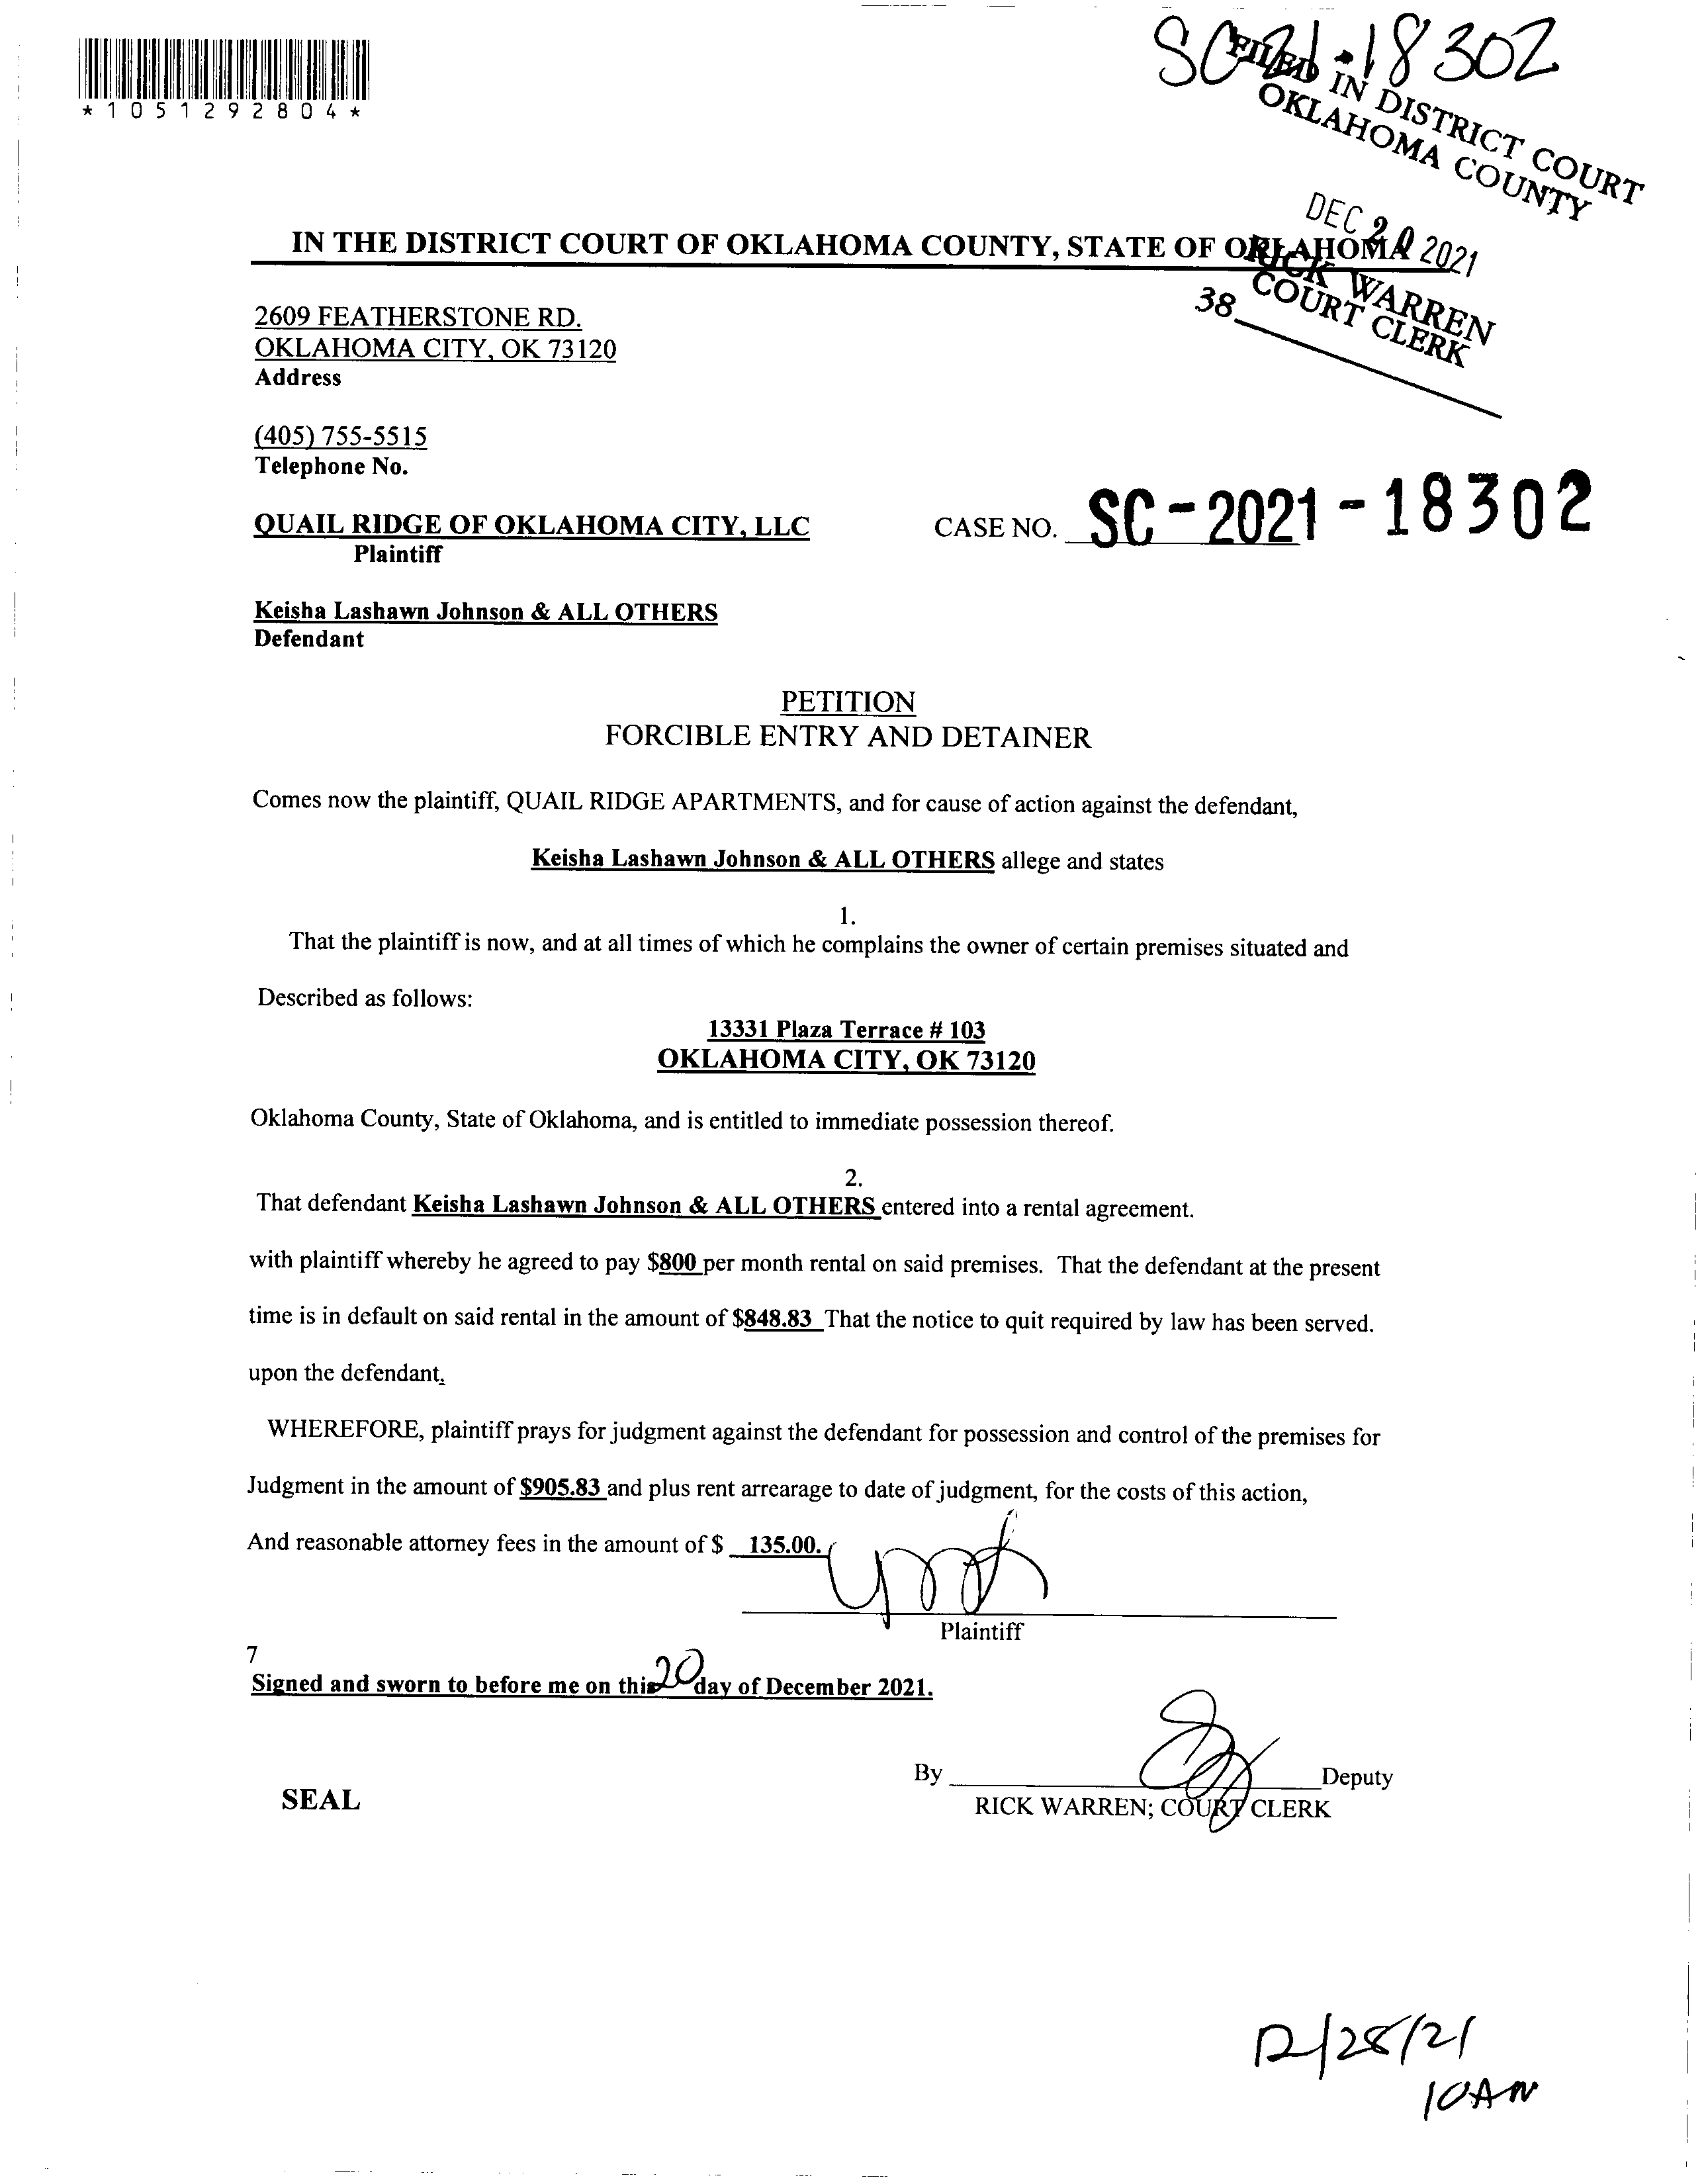 SC-21-18302
*1051292804*
FILED IN DISTRICT COURT
OKLAHOMA COUNTY
DEC 20 2021
RICK WARREN
COURT CLERK
38
IN THE DISTRICT COURT OF OKLAHOMA COUNTY, STATE OF OKLAHOMA
2609 FEATHERSTONE RD.
OKLAHOMA CITY, OK 73120
Address
(405) 755-5515
Telephone No.
QUAIL RIDGE OF OKLAHOMA CITY, LLC CASE NO. SC-2021-18302
Plaintiff
Keisha Lashawn Johnson & ALL OTHERS
Defendant
PETITION
FORCIBLE ENTRY AND DETAINER
Comes now the plaintiff, QUAIL RIDGE APARTMENTS, and for cause of action against the defendant,
Keisha Lashawn Johnson & ALL OTHERS allege and states
1.
That the plaintiff is now, and at all times of which he complains the owner of certain premises situated and
Described as follows:
13331 Plaza Terrace # 103
OKLAHOMA CITY, OK 73120
Oklahoma County, State of Oklahoma, and is entitled to immediate possession thereof.
2.
That defendant Keisha Lashawn Johnson & ALL OTHERS entered into a rental agreement.
with plaintiff whereby he agreed to pay $800 per month rental on said premises. That the defendant at the present
time is in default on said rental in the amount of $848.83 That the notice to quit required by law has been served.
upon the defendant.
WHEREFORE, plaintiff prays for judgment against the defendant for possession and control of the premises for
Judgment in the amount of $905.83 and plus rent arrearage to date of judgment, for the costs of this action,
And reasonable attorney fees in the amount of $ 135.00.
Plaintiff
7
Signed and sworn to before me on this 20 day of December 2021.
By Deputy
SEAL
RICK WARREN; COURT CLERK
12/28/21
10AM